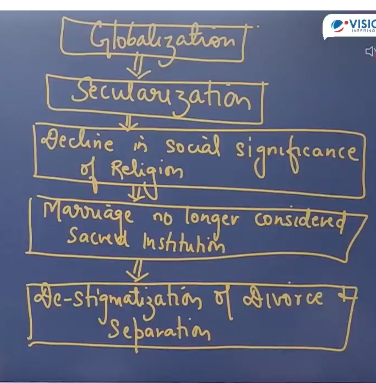 VISIO
Globalization
Secularization
Decline in social significance
of Religion
Marriage no longer considered
Sacred Institution
De-stigmatization of Divorce &
Separation